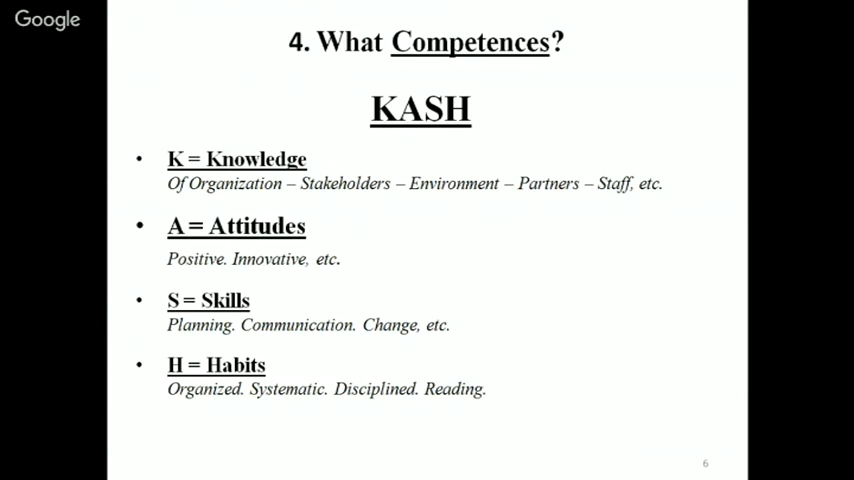 Google
4. What Competences?
KASH
• K = Knowledge
Of Organization – Stakeholders – Environment – Partners – Staff, etc.
• A = Attitudes
Positive. Innovative, etc.
• S = Skills
Planning. Communication. Change, etc.
• H = Habits
Organized. Systematic. Disciplined. Reading.
6